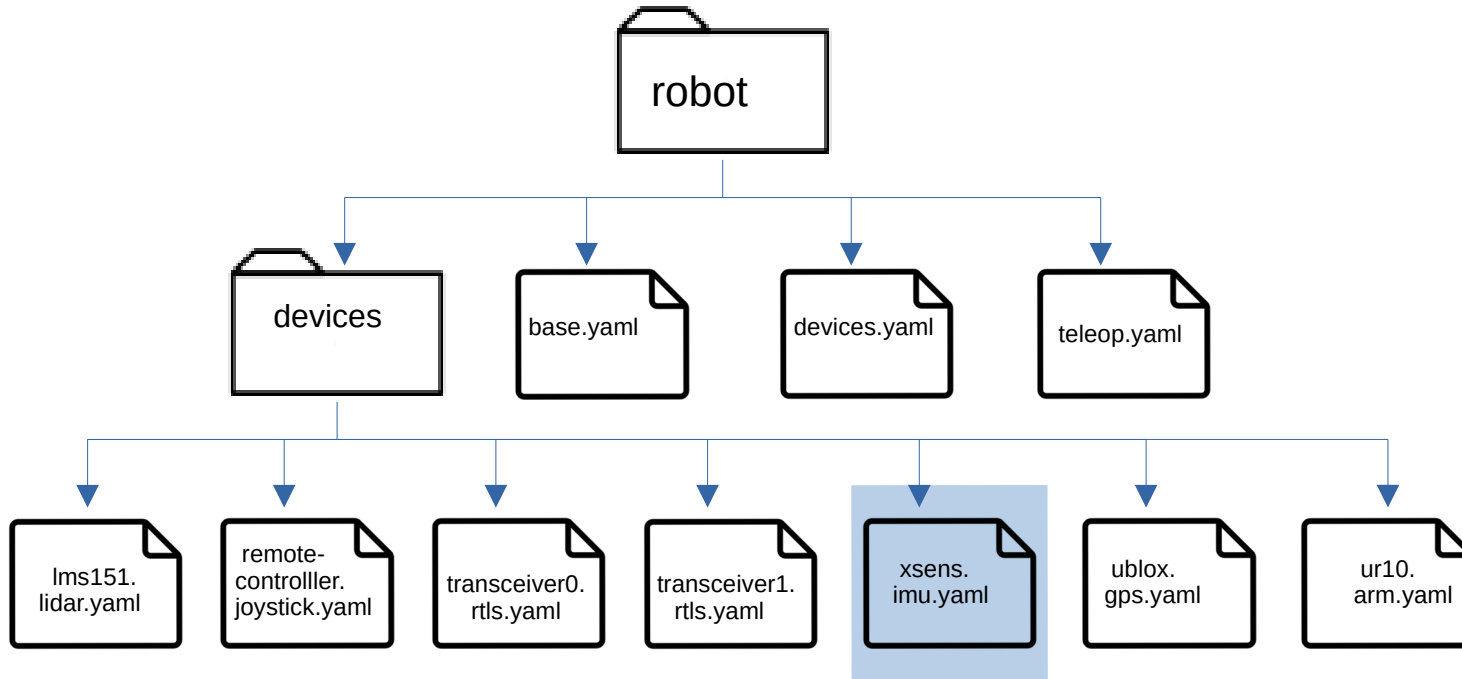 robot
devices
base.yaml
devices.yaml
teleop.yaml
lms151.
lidar.yaml
remote-
controlller.
joystick.yaml
transceiver0.
rtls.yaml
transceiver1.
rtls.yaml
xsens.
imu.yaml
ublox.
gps.yaml
ur10.
arm.yaml